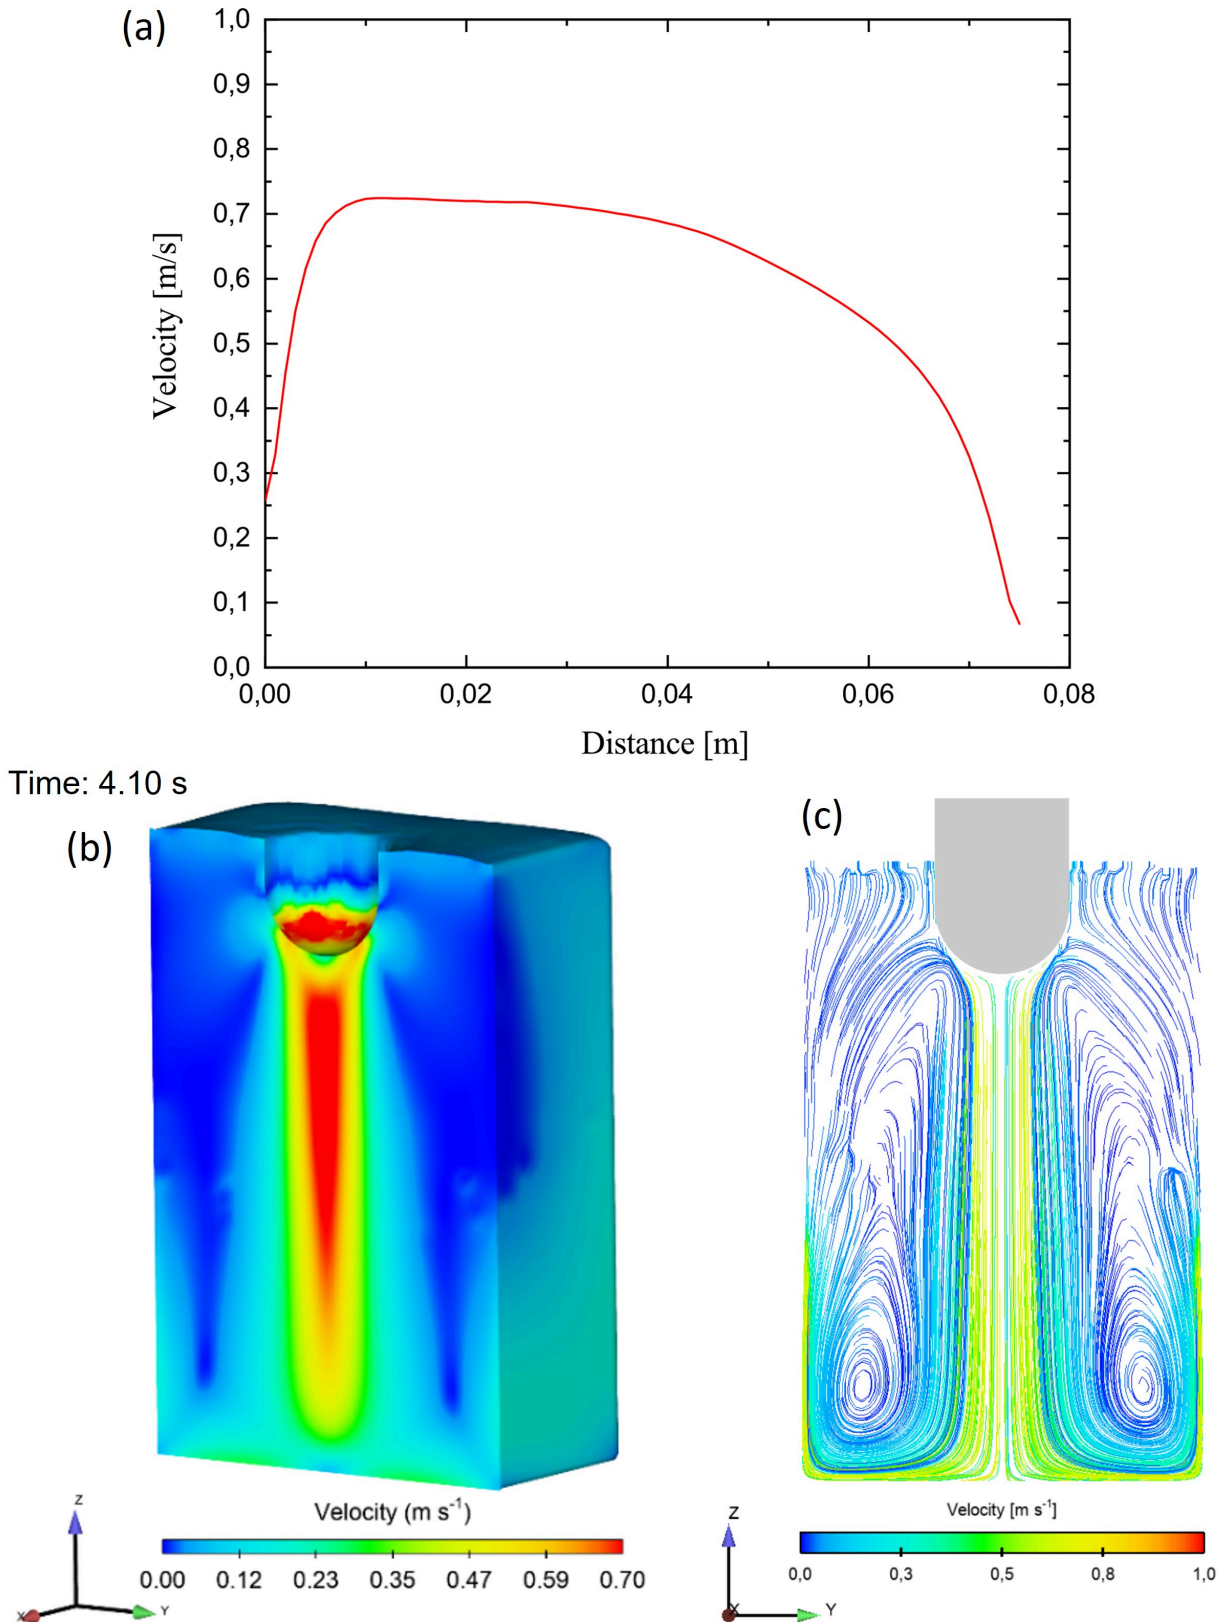 (a)
1,0
0,9
0,8
0,7
0,6
0,5
0,4
0,3
0,2
0,1
0,0
Velocity [m/s]
0,00 0,02 0,04 0,06 0,08
Distance [m]
Time: 4.10 s
(b)
(c)
Velocity (m s-1)
0.00 0.12 0.23 0.35 0.47 0.59 0.70
Z
X
Y
Velocity [m s-1]
0,0 0,3 0,5 0,8 1,0
Z
X
Y